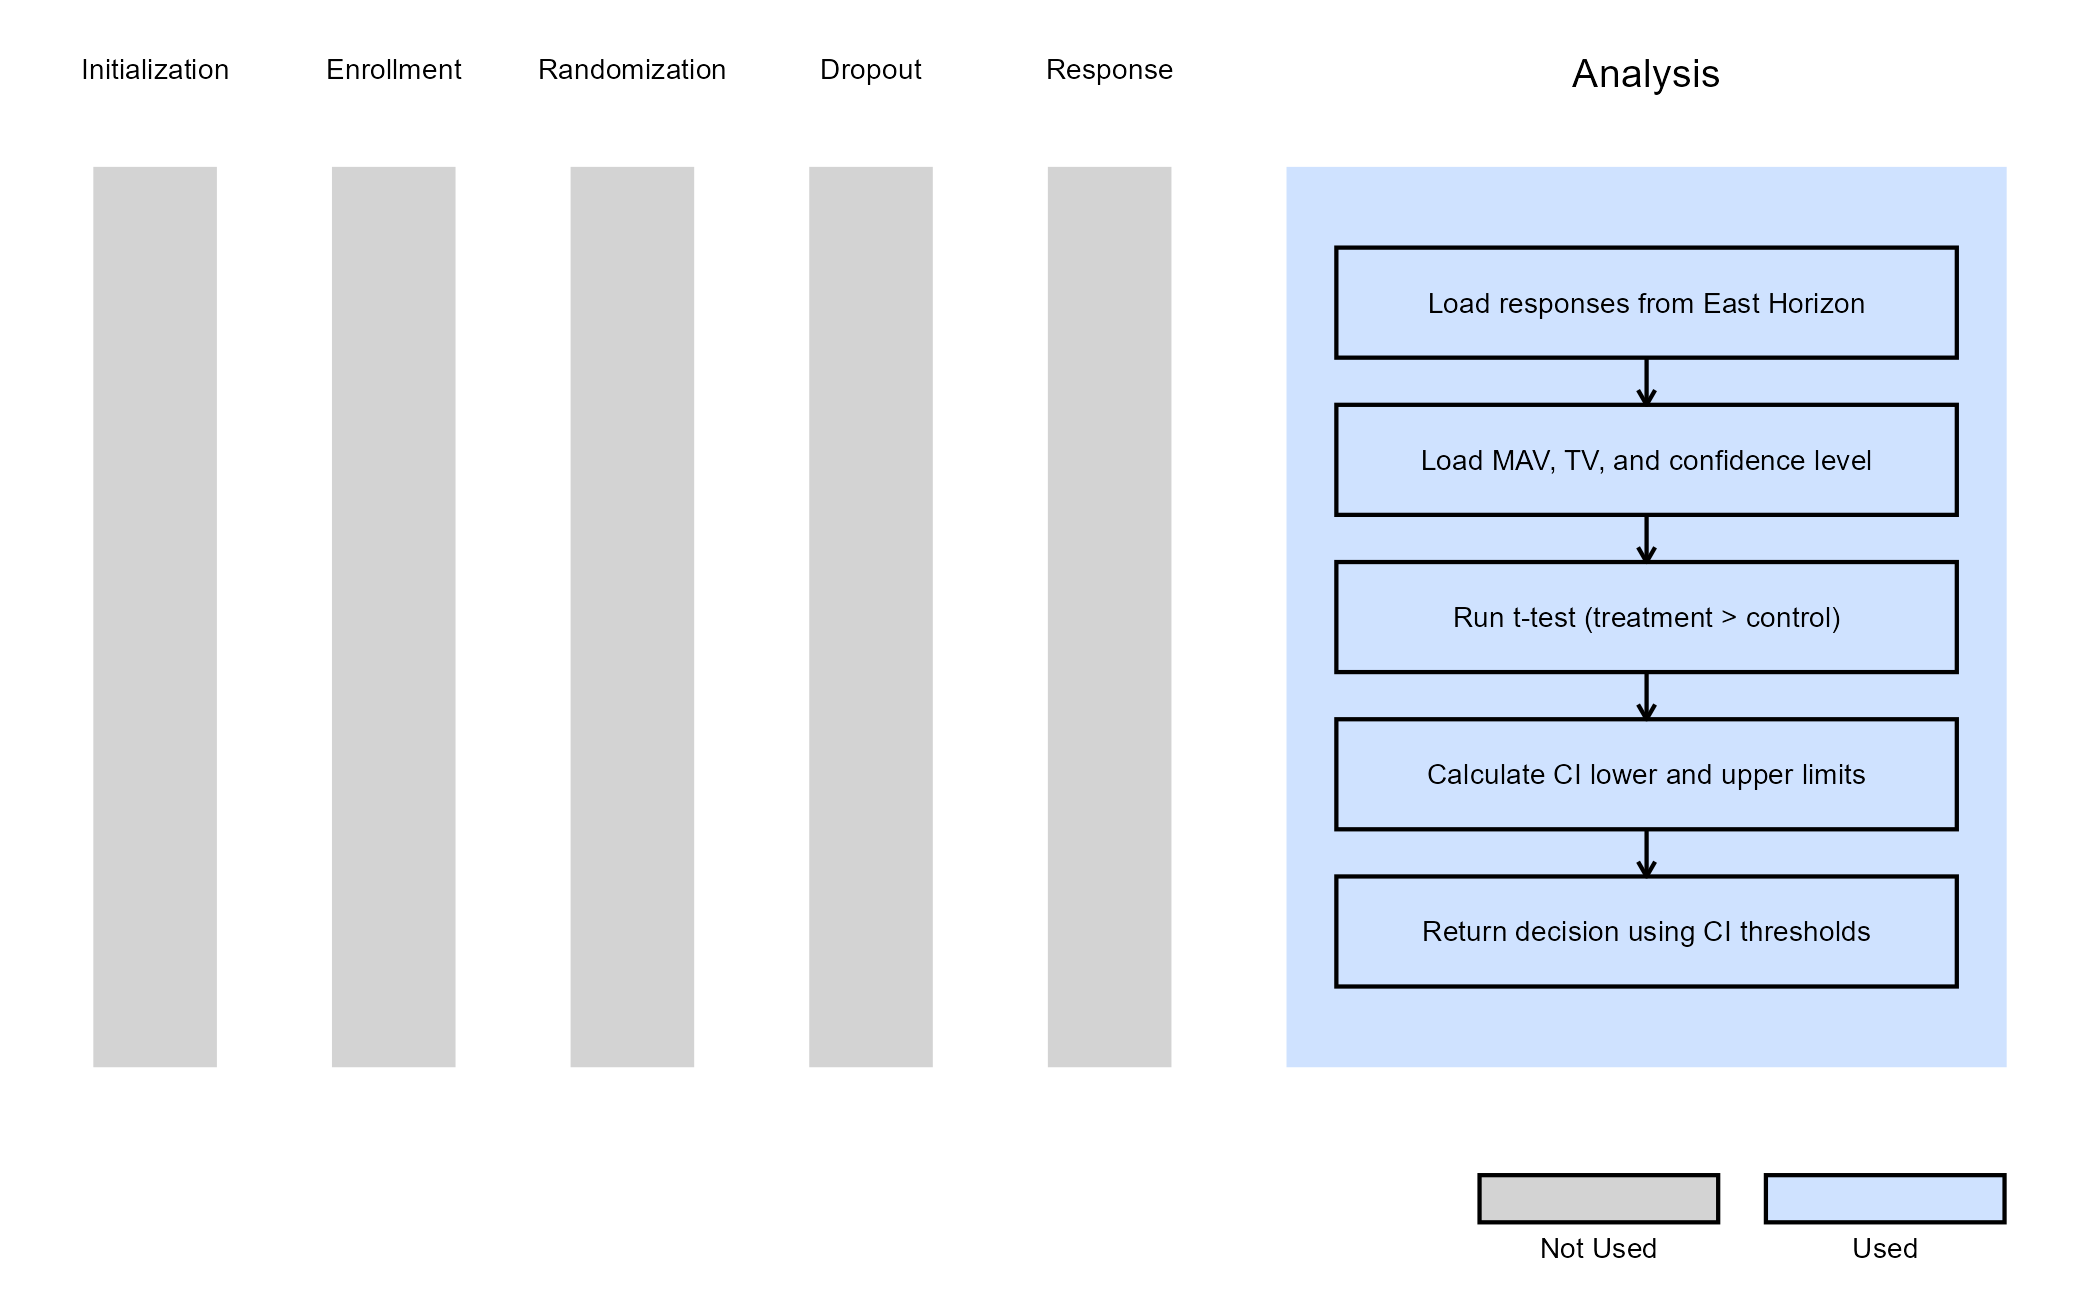 Initialization
Enrollment
Randomization
Dropout
Response
Analysis
Load responses from East Horizon
Load MAV, TV, and confidence level
Run t-test (treatment > control)
Calculate CI lower and upper limits
Return decision using CI thresholds
Not Used
Used